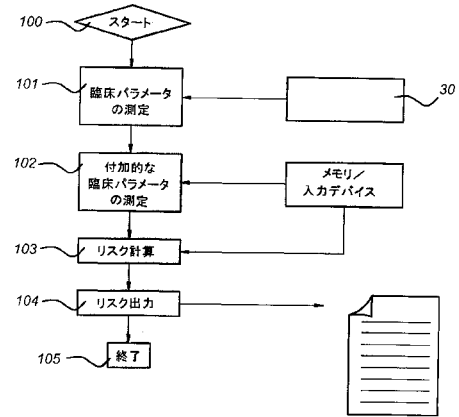 100
スタート
101
臨床パラメータ
の測定
30
102
付加的な
臨床パラメータ
の測定
メモリ/
入力デバイス
103
リスク計算
104
リスク出力
105
終了